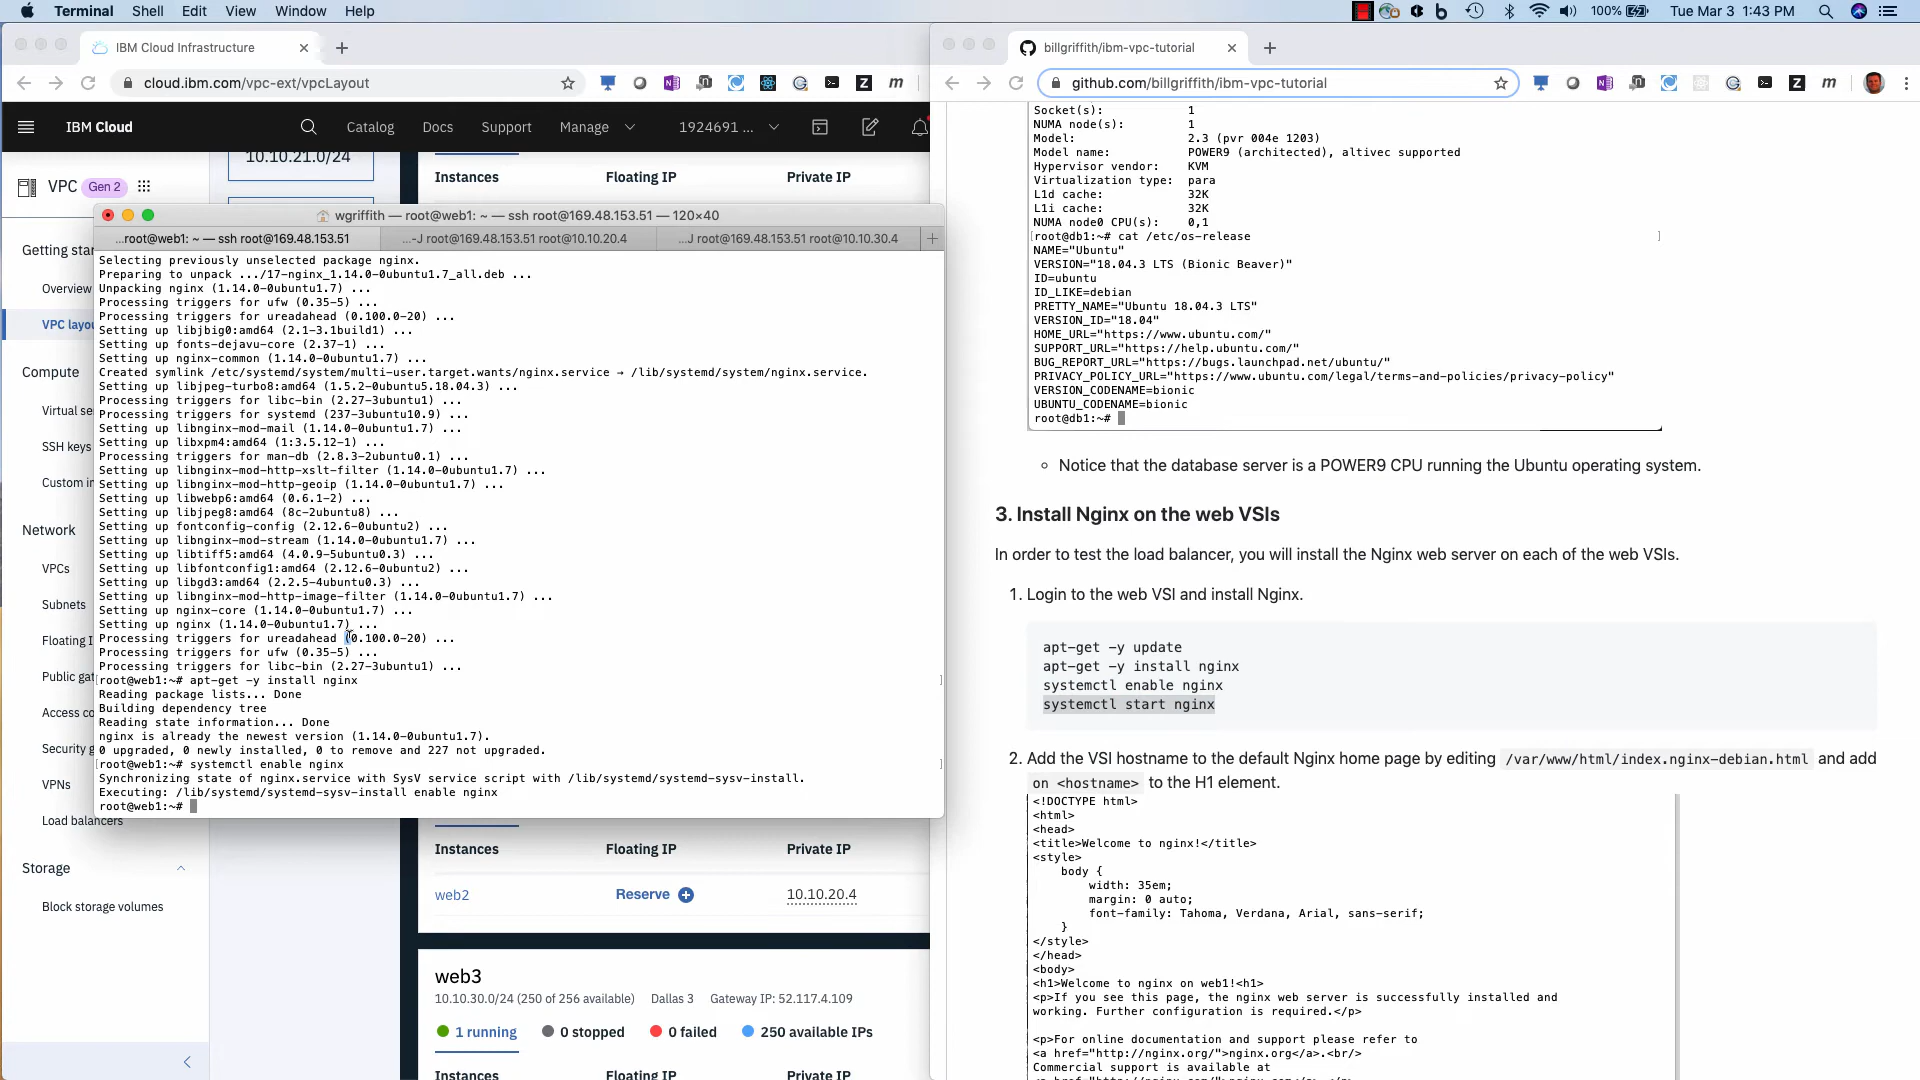 Terminal Shell Edit View Window Help
100% Tue Mar 3 1:43 PM
IBM Cloud Infrastructure
cloud.ibm.com/vpc-ext/vpcLayout
IBM Cloud
Catalog Docs Support Manage 1924691 ...
VPC Gen 2
10.10.21.0/24
Instances Floating IP Private IP
Getting star
Overview
VPC layou
Compute
Virtual se
SSH keys
Custom in
Network
VPCs
Subnets
Floating I
Public gat
Access co
Security g
VPNs
Load balancers
Storage
Block storage volumes
wgriffith — root@web1: ~ — ssh root@169.48.153.51 — 120×40
...root@web1: ~ — ssh root@169.48.153.51
...-J root@169.48.153.51 root@10.10.20.4
...J root@169.48.153.51 root@10.10.30.4
Selecting previously unselected package nginx.
Preparing to unpack .../17-nginx_1.14.0-0ubuntu1.7_all.deb ...
Unpacking nginx (1.14.0-0ubuntu1.7) ...
Processing triggers for ufw (0.35-5) ...
Processing triggers for ureadahead (0.100.0-20) ...
Setting up libjbig0:amd64 (2.1-3.1build1) ...
Setting up fonts-dejavu-core (2.37-1) ...
Setting up nginx-common (1.14.0-0ubuntu1.7) ...
Created symlink /etc/systemd/system/multi-user.target.wants/nginx.service → /lib/systemd/system/nginx.service.
Setting up libjpeg-turbo8:amd64 (1.5.2-0ubuntu5.18.04.3) ...
Processing triggers for libc-bin (2.27-3ubuntu1) ...
Processing triggers for systemd (237-3ubuntu10.9) ...
Setting up libnginx-mod-mail (1.14.0-0ubuntu1.7) ...
Setting up libxpm4:amd64 (1:3.5.12-1) ...
Processing triggers for man-db (2.8.3-2ubuntu0.1) ...
Setting up libnginx-mod-http-xslt-filter (1.14.0-0ubuntu1.7) ...
Setting up libnginx-mod-http-geoip (1.14.0-0ubuntu1.7) ...
Setting up libwebp6:amd64 (0.6.1-2) ...
Setting up libjpeg8:amd64 (8c-2ubuntu8) ...
Setting up fontconfig-config (2.12.6-0ubuntu2) ...
Setting up libnginx-mod-stream (1.14.0-0ubuntu1.7) ...
Setting up libtiff5:amd64 (4.0.9-5ubuntu0.3) ...
Setting up libfontconfig1:amd64 (2.12.6-0ubuntu2) ...
Setting up libgd3:amd64 (2.2.5-4ubuntu0.3) ...
Setting up libnginx-mod-http-image-filter (1.14.0-0ubuntu1.7) ...
Setting up nginx-core (1.14.0-0ubuntu1.7) ...
Setting up nginx (1.14.0-0ubuntu1.7) ...
Processing triggers for ureadahead (0.100.0-20) ...
Processing triggers for ufw (0.35-5) ...
Processing triggers for libc-bin (2.27-3ubuntu1) ...
[root@web1:~# apt-get -y install nginx ]
Reading package lists... Done
Building dependency tree
Reading state information... Done
nginx is already the newest version (1.14.0-0ubuntu1.7).
0 upgraded, 0 newly installed, 0 to remove and 227 not upgraded.
[root@web1:~# systemctl enable nginx ]
Synchronizing state of nginx.service with SysV service script with /lib/systemd/systemd-sysv-install.
Executing: /lib/systemd/systemd-sysv-install enable nginx
root@web1:~#
Instances Floating IP Private IP
web2 Reserve 10.10.20.4
web3
10.10.30.0/24 (250 of 256 available) Dallas 3 Gateway IP: 52.117.4.109
1 running 0 stopped 0 failed 250 available IPs
Instances Floating IP Private IP
billgriffith/ibm-vpc-tutorial
github.com/billgriffith/ibm-vpc-tutorial
Socket(s): 1
NUMA node(s): 1
Model: 2.3 (pvr 004e 1203)
Model name: POWER9 (architected), altivec supported
Hypervisor vendor: KVM
Virtualization type: para
L1d cache: 32K
L1i cache: 32K
NUMA node0 CPU(s): 0,1
[root@db1:~# cat /etc/os-release ]
NAME="Ubuntu"
VERSION="18.04.3 LTS (Bionic Beaver)"
ID=ubuntu
ID_LIKE=debian
PRETTY_NAME="Ubuntu 18.04.3 LTS"
VERSION_ID="18.04"
HOME_URL="https://www.ubuntu.com/"
SUPPORT_URL="https://help.ubuntu.com/"
BUG_REPORT_URL="https://bugs.launchpad.net/ubuntu/"
PRIVACY_POLICY_URL="https://www.ubuntu.com/legal/terms-and-policies/privacy-policy"
VERSION_CODENAME=bionic
UBUNTU_CODENAME=bionic
root@db1:~#
Notice that the database server is a POWER9 CPU running the Ubuntu operating system.
3. Install Nginx on the web VSIs
In order to test the load balancer, you will install the Nginx web server on each of the web VSIs.
1. Login to the web VSI and install Nginx.
apt-get -y update
apt-get -y install nginx
systemctl enable nginx
systemctl start nginx
2. Add the VSI hostname to the default Nginx home page by editing /var/www/html/index.nginx-debian.html and add
on <hostname> to the H1 element.
<!DOCTYPE html>
<html>
<head>
<title>Welcome to nginx!</title>
<style>
body {
width: 35em;
margin: 0 auto;
font-family: Tahoma, Verdana, Arial, sans-serif;
}
</style>
</head>
<body>
<h1>Welcome to nginx on web1!<h1>
<p>If you see this page, the nginx web server is successfully installed and
working. Further configuration is required.</p>
<p>For online documentation and support please refer to
<a href="http://nginx.org/">nginx.org</a>.<br/>
Commercial support is available at